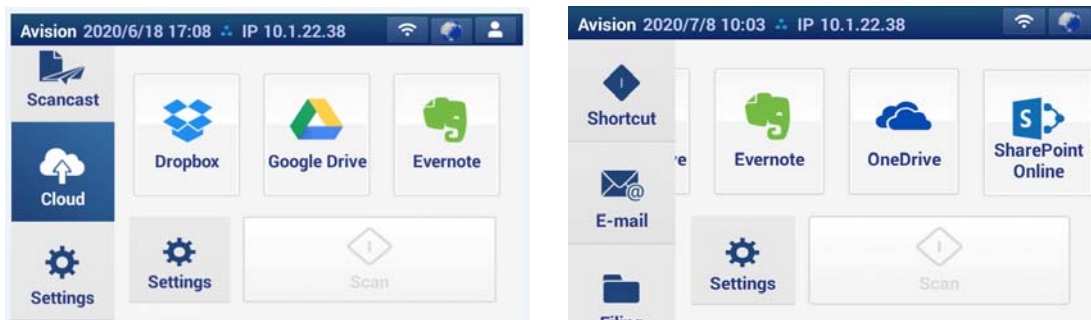 Avision 2020/6/18 17:08 IP 10.1.22.38
Scancast
Cloud
Settings
Dropbox
Google Drive
Evernote
Settings
Scan
Avision 2020/7/8 10:03 IP 10.1.22.38
Shortcut
E-mail
Filing
ve
Evernote
OneDrive
SharePoint
Online
Settings
Scan